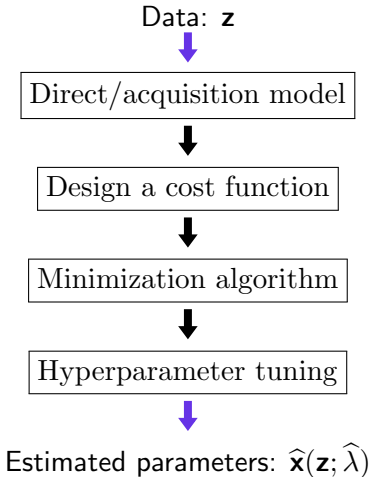 Data: z
Direct/acquisition model
Design a cost function
Minimization algorithm
Hyperparameter tuning
Estimated parameters: x̂(z; λ̂)